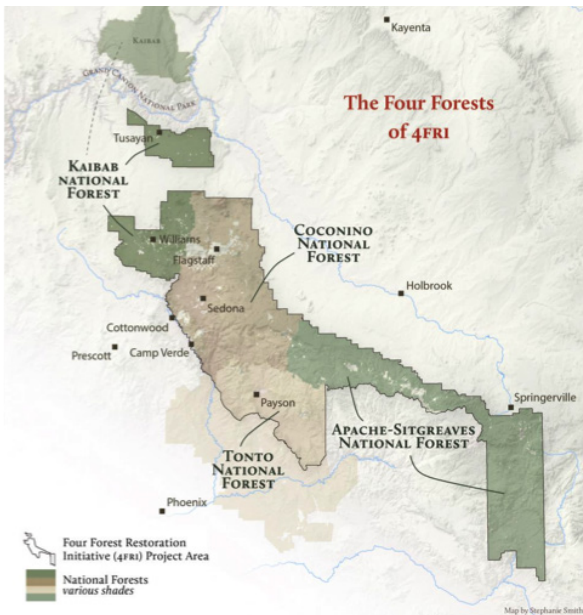 KAIBAB
Kayenta
GRAND CANYON NATIONAL PARK
The Four Forests
of 4FRI
Tusayan
KAIBAB
NATIONAL
FOREST
Williams
Flagstaff
COCONINO
NATIONAL
FOREST
Holbrook
Sedona
Cottonwood
Prescott
Camp Verde
Payson
Springerville
APACHE-SITGREAVES
NATIONAL FOREST
TONTO
NATIONAL
FOREST
Phoenix
Four Forest Restoration
Initiative (4FRI) Project Area
National Forests
various shades
Map by Stephanie Smith